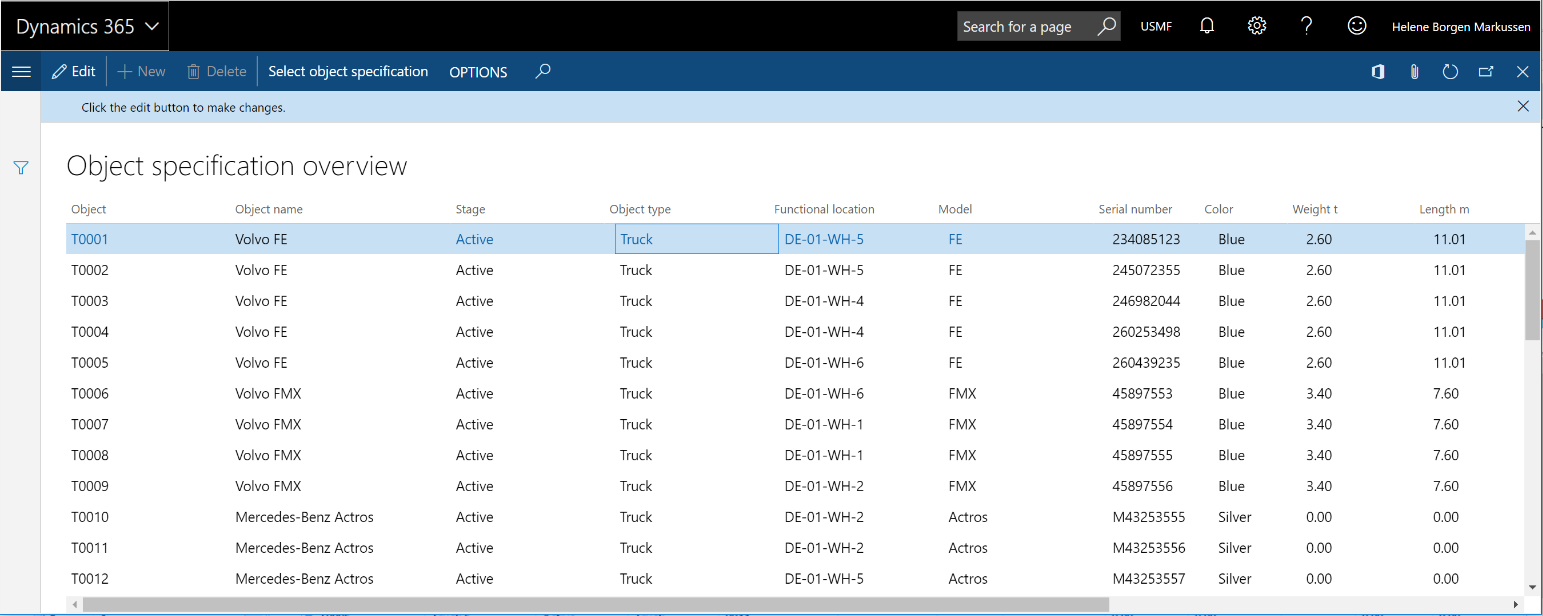 Dynamics 365 Search for a page USMF Helene Borgen Markussen
Edit New Delete Select object specification OPTIONS
Click the edit button to make changes.
Object specification overview
Object Object name Stage Object type Functional location Model Serial number Color Weight t Length m
T0001 Volvo FE Active Truck DE-01-WH-5 FE 234085123 Blue 2.60 11.01
T0002 Volvo FE Active Truck DE-01-WH-5 FE 245072355 Blue 2.60 11.01
T0003 Volvo FE Active Truck DE-01-WH-4 FE 246982044 Blue 2.60 11.01
T0004 Volvo FE Active Truck DE-01-WH-4 FE 260253498 Blue 2.60 11.01
T0005 Volvo FE Active Truck DE-01-WH-6 FE 260439235 Blue 2.60 11.01
T0006 Volvo FMX Active Truck DE-01-WH-6 FMX 45897553 Blue 3.40 7.60
T0007 Volvo FMX Active Truck DE-01-WH-1 FMX 45897554 Blue 3.40 7.60
T0008 Volvo FMX Active Truck DE-01-WH-1 FMX 45897555 Blue 3.40 7.60
T0009 Volvo FMX Active Truck DE-01-WH-2 FMX 45897556 Blue 3.40 7.60
T0010 Mercedes-Benz Actros Active Truck DE-01-WH-2 Actros M43253555 Silver 0.00 0.00
T0011 Mercedes-Benz Actros Active Truck DE-01-WH-2 Actros M43253556 Silver 0.00 0.00
T0012 Mercedes-Benz Actros Active Truck DE-01-WH-5 Actros M43253557 Silver 0.00 0.00